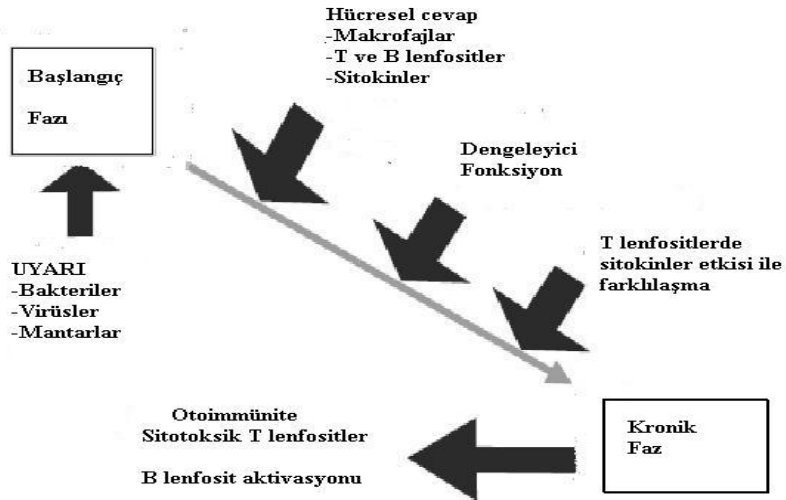 Hücresel cevap
-Makrofajlar
-T ve B lenfositler
-Sitokinler
Başlangıç
Fazı
Dengeleyici
Fonksiyon
T lenfositlerde
sitokinler etkisi ile
farklılaşma
UYARI
-Bakteriler
-Virüsler
-Mantarlar
Otoimmünite
Sitotoksik T lenfositler
B lenfosit aktivasyonu
Kronik
Faz